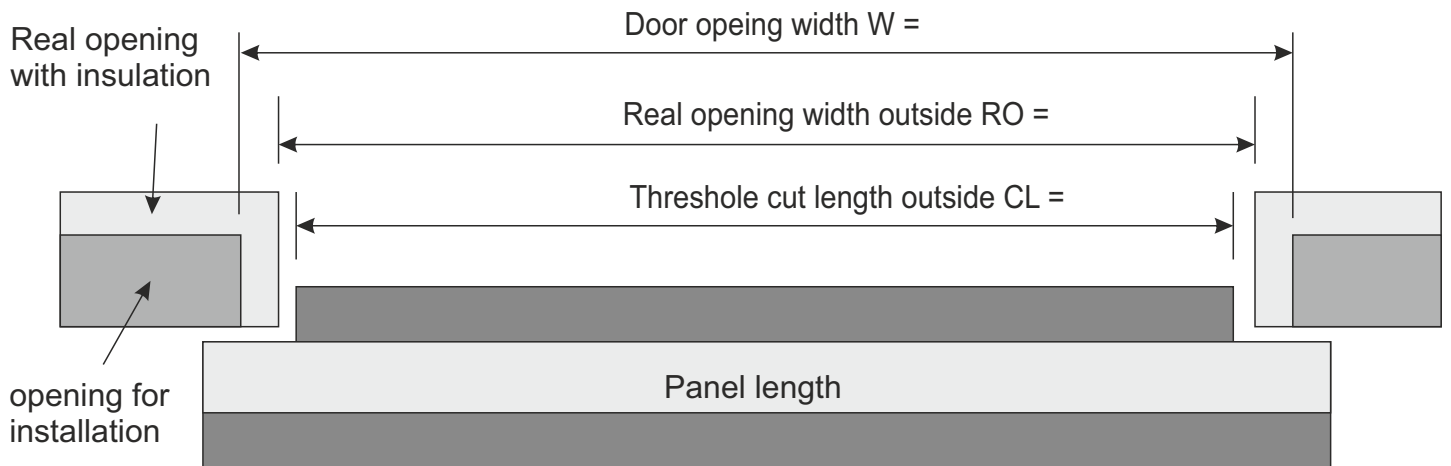 Real opening
with insulation
Door opeing width W =
Real opening width outside RO =
Threshole cut length outside CL =
Panel length
opening for
installation